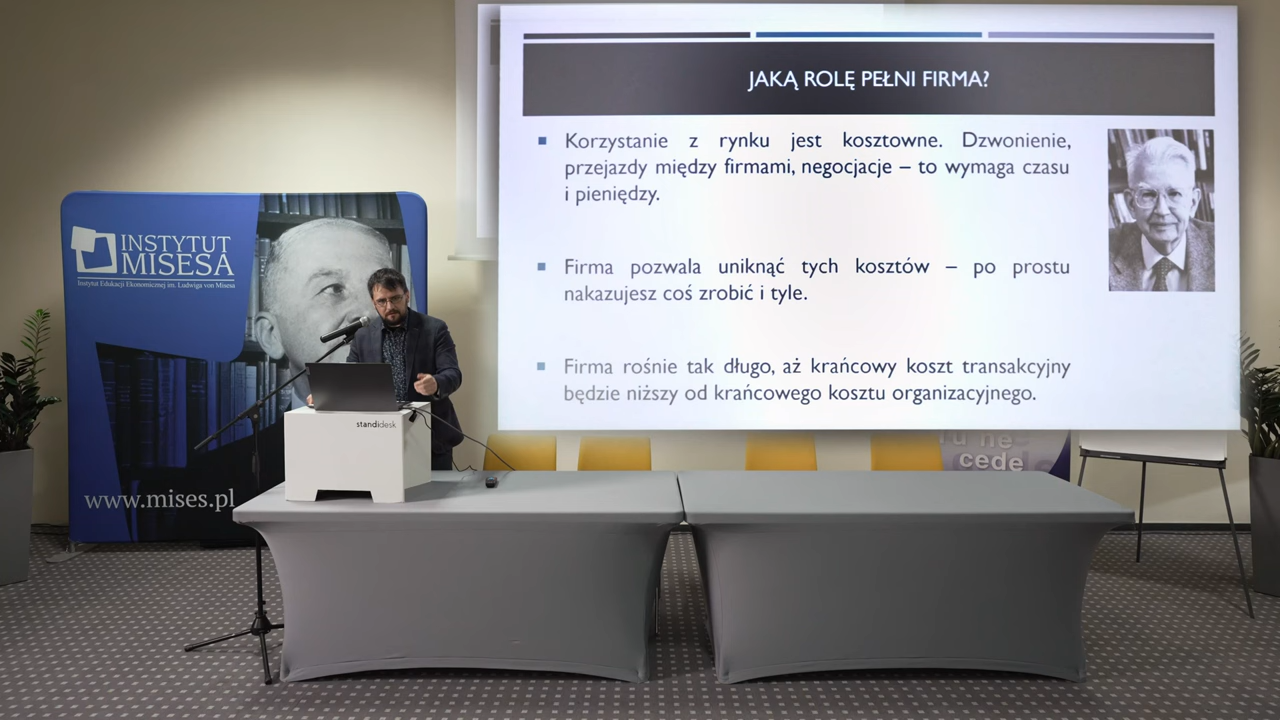 JAKĄ ROLĘ PEŁNI FIRMA?
Korzystanie z rynku jest kosztowne. Dzwonienie,
przejazdy między firmami, negocjacje – to wymaga czasu
i pieniędzy.
Firma pozwala uniknąć tych kosztów – po prostu
nakazujesz coś zrobić i tyle.
Firma rośnie tak długo, aż krańcowy koszt transakcyjny
będzie niższy od krańcowego kosztu organizacyjnego.
INSTYTUT
MISESA
Instytut Edukacji Ekonomicznej im. Ludwiga von Misesa
www.mises.pl
standidesk
cede